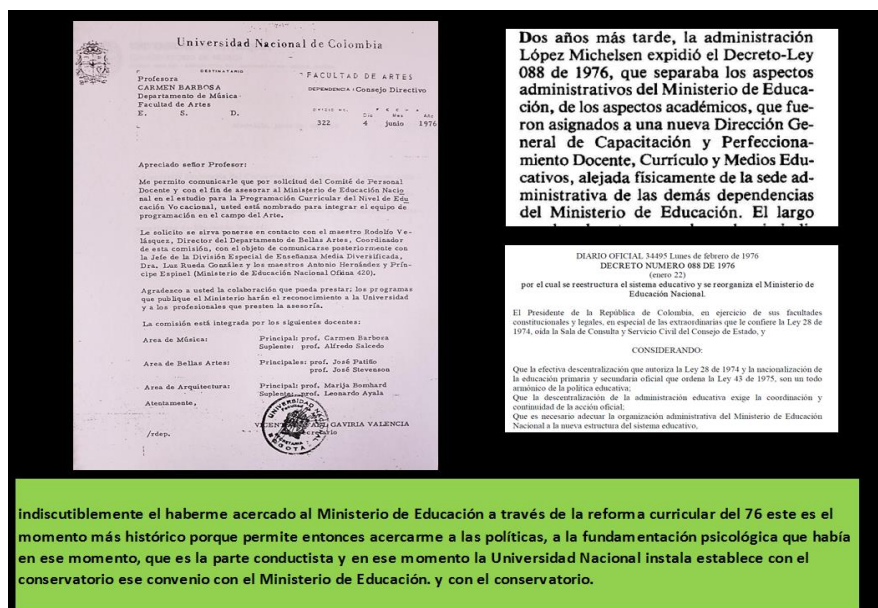 Universidad Nacional de Colombia
DESTINATARIO
Profesora
CARMEN BARBOSA
Departamento de Música
Facultad de Artes
E. S. D.
FACULTAD DE ARTES
DEPENDENCIA: Consejo Directivo
OFICIO No.
Día Mes Año
322 4 junio 1976
Apreciado señor Profesor:
Me permito comunicarle que por solicitud del Comité de Personal
Docente y con el fin de asesorar al Ministerio de Educación Nacio
nal en el estudio para la Programación Curricular del Nivel de Edu
cación Vocacional, usted está nombrado para integrar el equipo de
programación en el campo del Arte.
Le solicito se sirva ponerse en contacto con el maestro Rodolfo Ve-
lásquez, Director del Departamento de Bellas Artes, Coordinador
de esta comisión, con el objeto de comunicarse posteriormente con
la Jefe de la División Especial de Enseñanza Media Diversificada,
Dra. Luz Rueda González y los maestros Antonio Hernández y Prín-
cipe Espinel (Ministerio de Educación Nacional Ofiina 420).
Agradezco a usted la colaboración que pueda prestar; los programas
que publique el Ministerio harán el reconocimiento a la Universidad
y a los profesionales que presten la asesoría.
La comisión está integrada por los siguientes docentes:
Area de Música: Principal: prof. Carmen Barbosa
Suplente: prof. Alfredo Salcedo
Area de Bellas Artes: Principales: prof. José Patiño
prof. José Stevenson
Area de Arquitectura: Principal: prof. Marija Bombard
Suplente: prof. Leonardo Ayala
Atentamente,
GAVIRIA VALENCIA
/rdep.
Dos años más tarde, la administración
López Michelsen expidió el Decreto-Ley
088 de 1976, que separaba los aspectos
administrativos del Ministerio de Educa-
ción, de los aspectos académicos, que fue-
ron asignados a una nueva Dirección Ge-
neral de Capacitación y Perfecciona-
miento Docente, Currículo y Medios Edu-
cativos, alejada físicamente de la sede ad-
ministrativa de las demás dependencias
del Ministerio de Educación. El largo
DIARIO OFICIAL 34495 Lunes de febrero de 1976
DECRETO NUMERO 088 DE 1976
(enero 22)
por el cual se reestructura el sistema educativo y se reorganiza el Ministerio de
Educación Nacional.
El Presidente de la República de Colombia, en ejercicio de sus facultades
constitucionales y legales, en especial de las extraordinarias que le confiere la Ley 28 de
1974, oída la Sala de Consulta y Servicio Civil del Consejo de Estado, y
CONSIDERANDO:
Que la efectiva descentralización que autoriza la Ley 28 de 1974 y la nacionalización de
la educación primaria y secundaria oficial que ordena la Ley 43 de 1975, son un todo
armónico de la política educativa;
Que la descentralización de la administración educativa exige la coordinación y
continuidad de la acción oficial;
Que es necesario adecuar la organización administrativa del Ministerio de Educación
Nacional a la nueva estructura del sistema educativo,
indiscutiblemente el haberme acercado al Ministerio de Educación a través de la reforma curricular del 76 este es el
momento más histórico porque permite entonces acercarme a las políticas, a la fundamentación psicológica que había
en ese momento, que es la parte conductista y en ese momento la Universidad Nacional instala establece con el
conservatorio ese convenio con el Ministerio de Educación. y con el conservatorio.